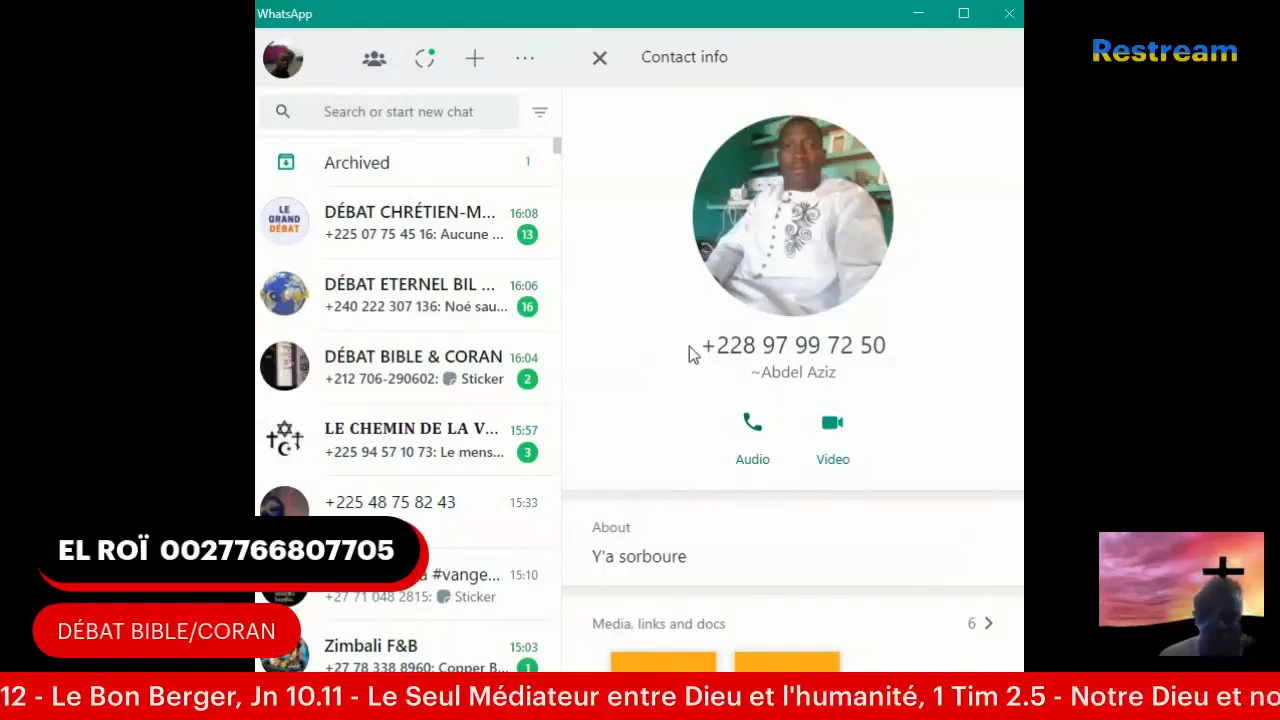 WhatsApp
Contact info
Restream
Search or start new chat
Archived 1
DÉBAT CHRÉTIEN-M... 16:08
+225 07 75 45 16: Aucune ... 13
LE
GRAND
DÉBAT
DÉBAT ETERNEL BIL ... 16:06
+240 222 307 136: Noé sau... 16
DÉBAT BIBLE & CORAN 16:04
+212 706-290602: Sticker 2
LE CHEMIN DE LA V... 15:57
+225 94 57 10 73: Le mens... 3
+225 48 75 82 43 15:33
#vange... 15:10
+27 71 048 2815: Sticker
Zimbali F&B 15:03
+27 78 338 8960: Copper B... 1
+228 97 99 72 50
~Abdel Aziz
Audio Video
About
Y'a sorboure
Media, links and docs 6
EL ROÏ 0027766807705
DÉBAT BIBLE/CORAN
12 - Le Bon Berger, Jn 10.11 - Le Seul Médiateur entre Dieu et l'humanité, 1 Tim 2.5 - Notre Dieu et no